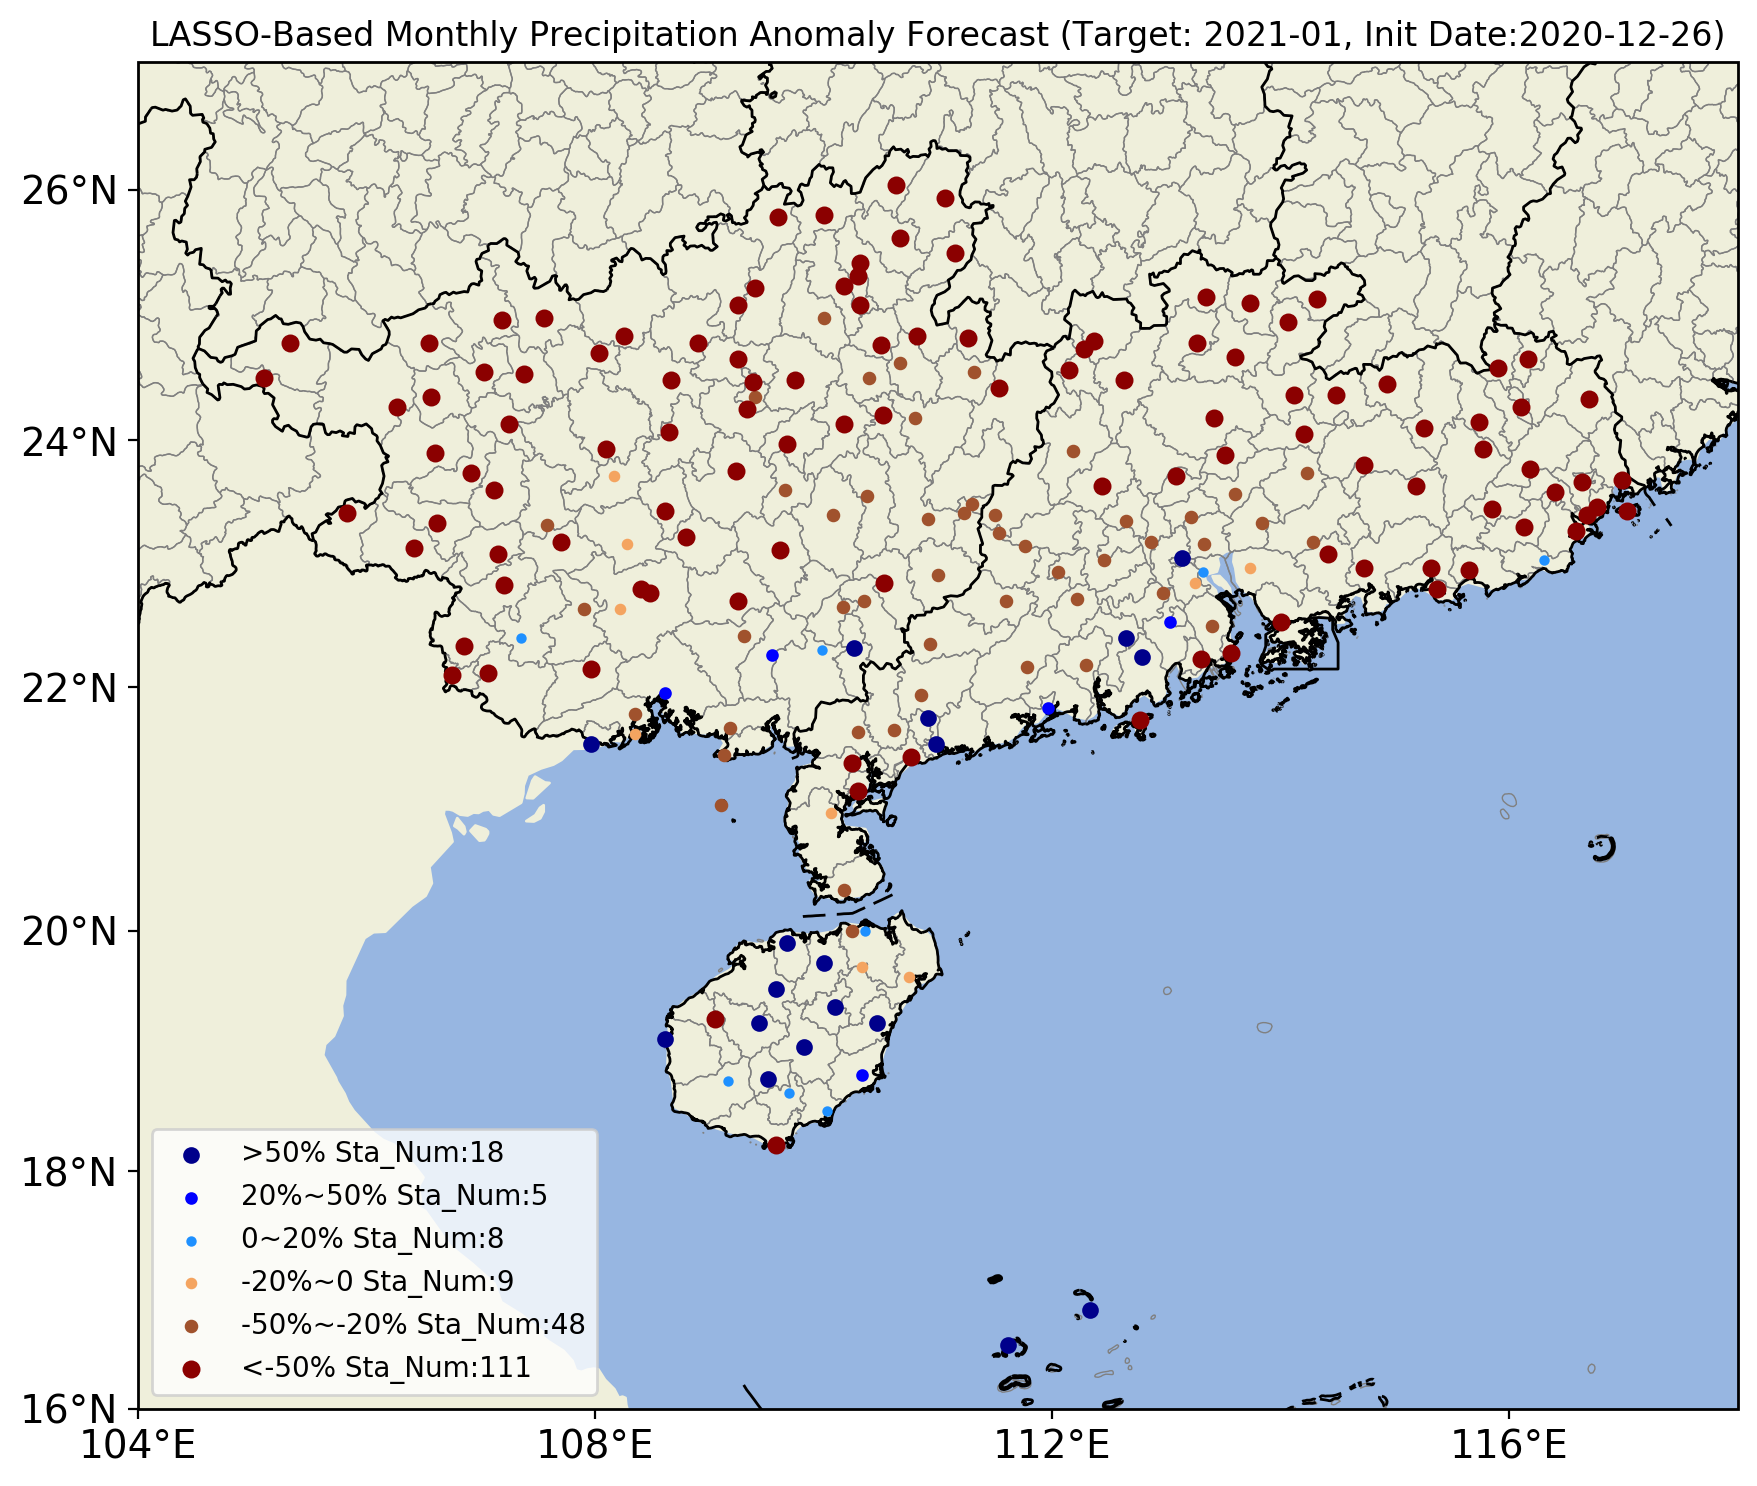 LASSO-Based Monthly Precipitation Anomaly Forecast (Target: 2021-01, Init Date:2020-12-26)
26°N
24°N
22°N
20°N
18°N
16°N
>50% Sta_Num:18
20%~50% Sta_Num:5
0~20% Sta_Num:8
-20%~0 Sta_Num:9
-50%~-20% Sta_Num:48
<-50% Sta_Num:111
104°E
108°E
112°E
116°E